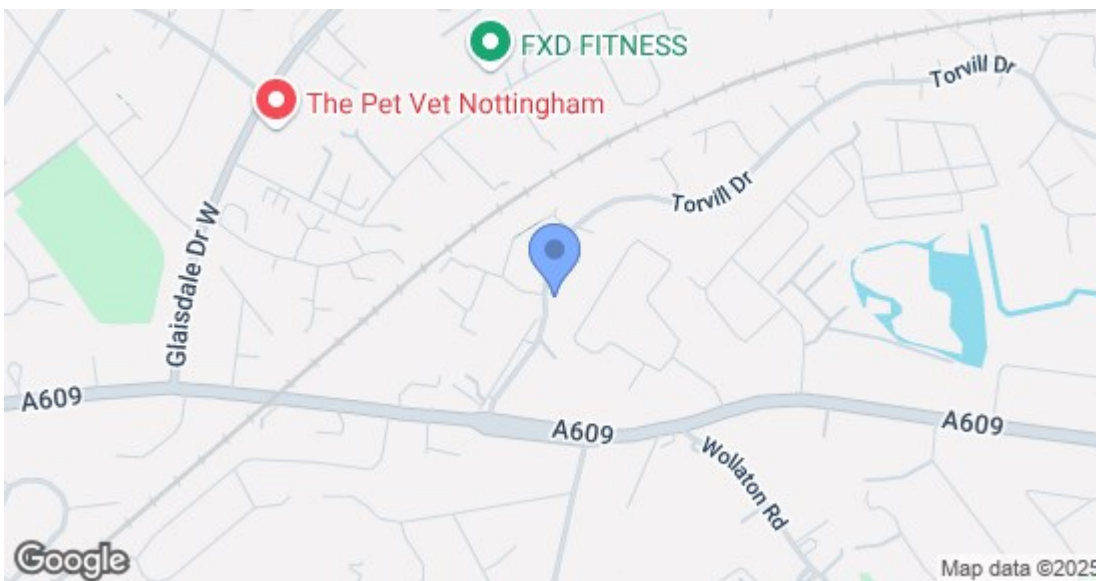 FXD FITNESS
Torvill Dr
The Pet Vet Nottingham
Torvill Dr
Glaisdale Dr W
A609
A609
A609
Wollaton Rd
Google
Map data ©2025